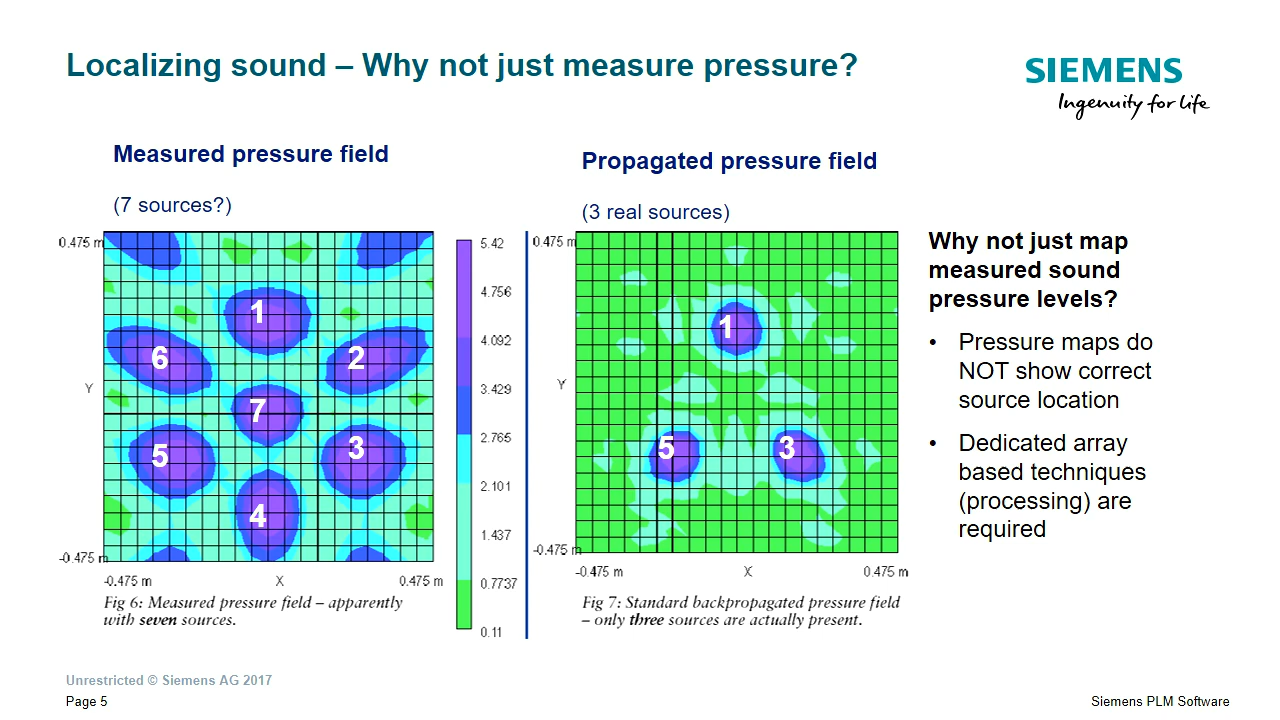 Localizing sound – Why not just measure pressure?
SIEMENS
Ingenuity for life
Measured pressure field
(7 sources?)
Propagated pressure field
(3 real sources)
0.475 m
Y
-0.475 m
-0.475 m
X
0.475 m
1
2
3
4
5
6
7
5.42
4.756
4.092
3.429
2.765
2.101
1.437
0.7737
0.11
Fig 6: Measured pressure field – apparently
with seven sources.
0.475 m
Y
-0.475 m
-0.475 m
X
0.475 m
1
5
3
Fig 7: Standard backpropagated pressure field
– only three sources are actually present.
Why not just map
measured sound
pressure levels?
• Pressure maps do
NOT show correct
source location
• Dedicated array
based techniques
(processing) are
required
Unrestricted © Siemens AG 2017
Page 5
Siemens PLM Software